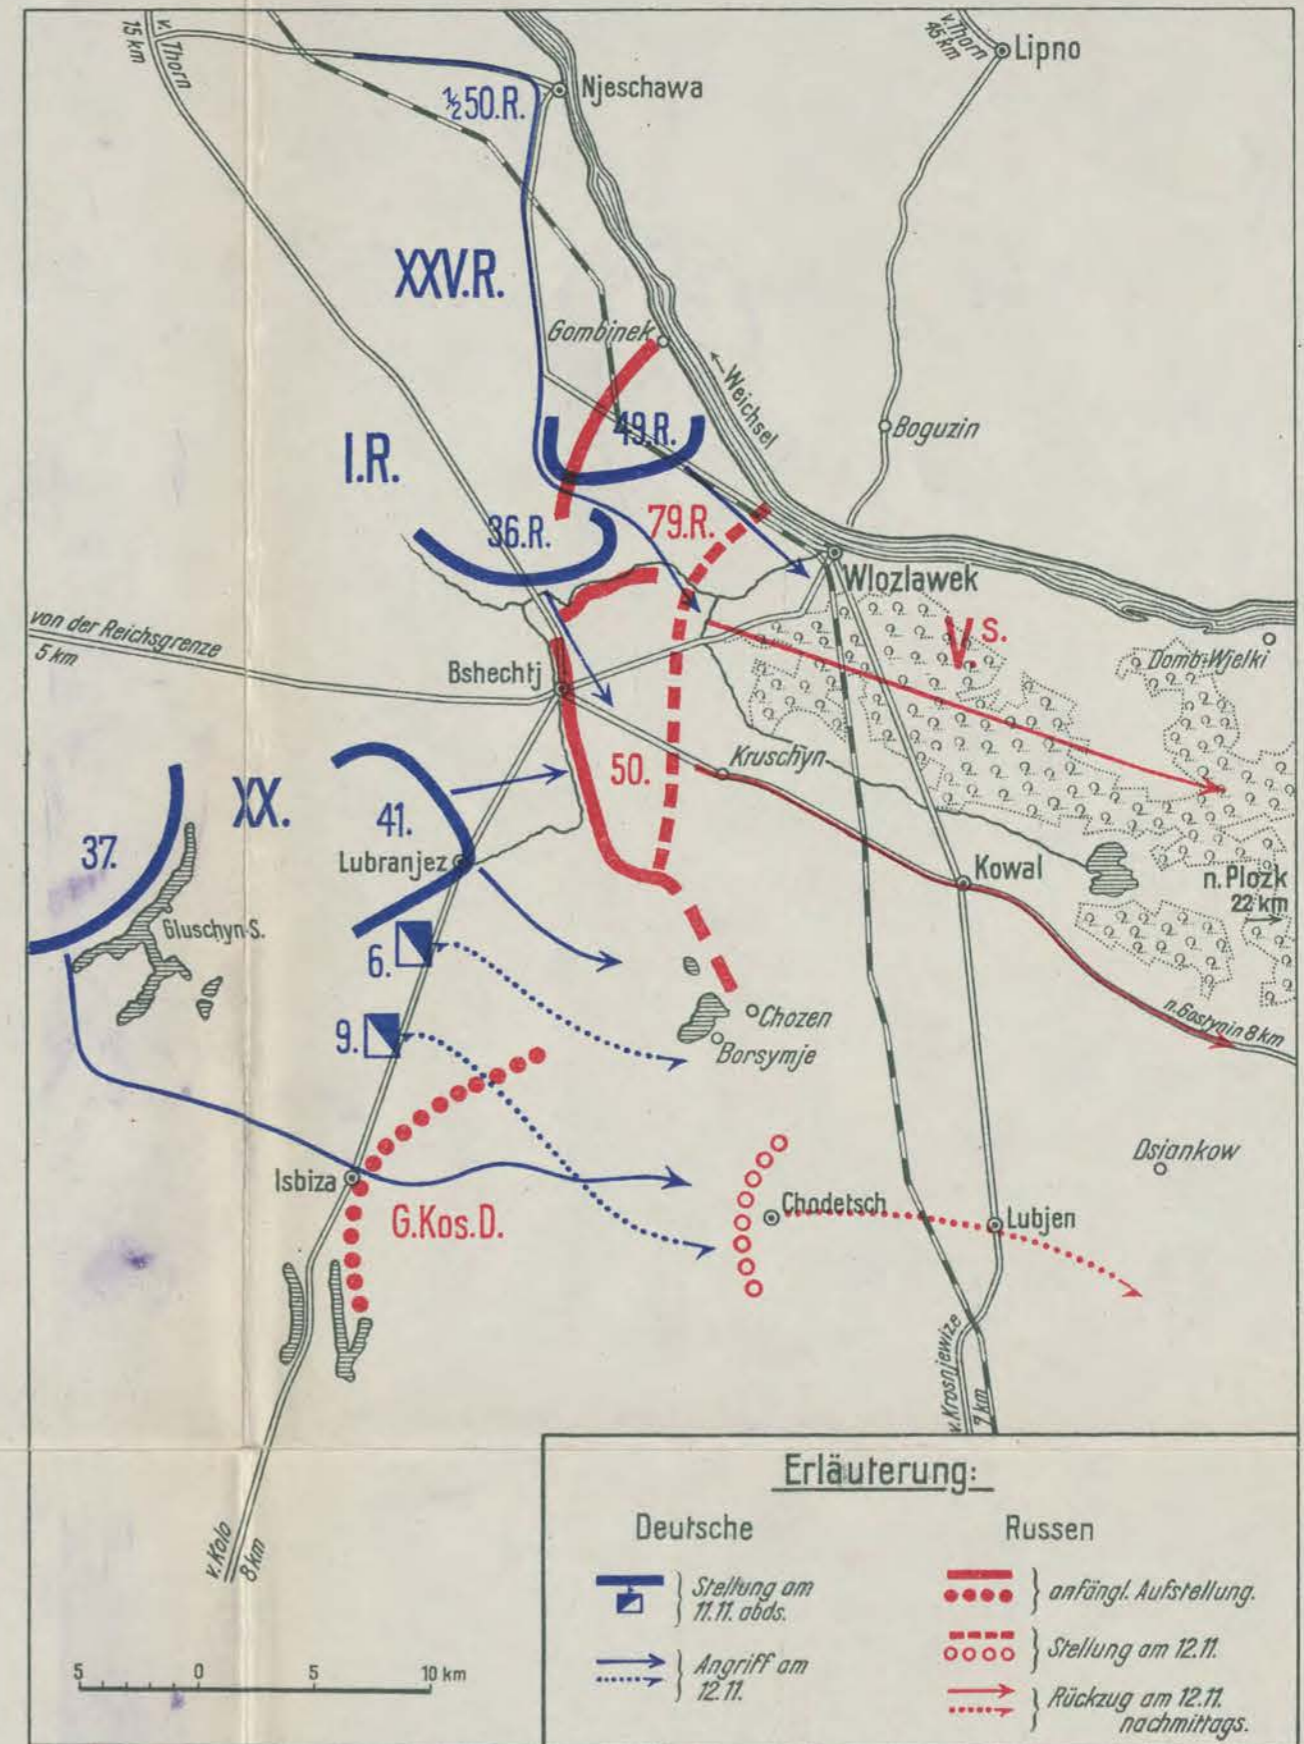 v. Thorn
15 km
v. Thorn
45 km
Lipno
Njeschawa
½ 50.R.
XXV.R.
Gombinek
← Weichsel
Boguzin
49.R.
I.R.
36.R.
79.R.
Wlozlawek
V. S.
Domb-Wjelki
von der Reichsgrenze
5 km
Bshechtj
50.
Kruschyn
XX.
41.
37.
Lubranjez
Kowal
n. Plozk
22 km
Gluschyn S.
6.
9.
Chozen
Borsymje
n. Gostynin 8 km
Dsjankow
Isbiza
G.Kos.D.
Chodetsch
Lubjen
v. Krosnjewize
7 km
v. Kolo
8 km
5 0 5 10 km
Erläuterung:
Deutsche
Stellung am
11.11. abds.
Angriff am
12.11.
Russen
anfängl. Aufstellung.
Stellung am 12.11.
Rückzug am 12.11.
nachmittags.